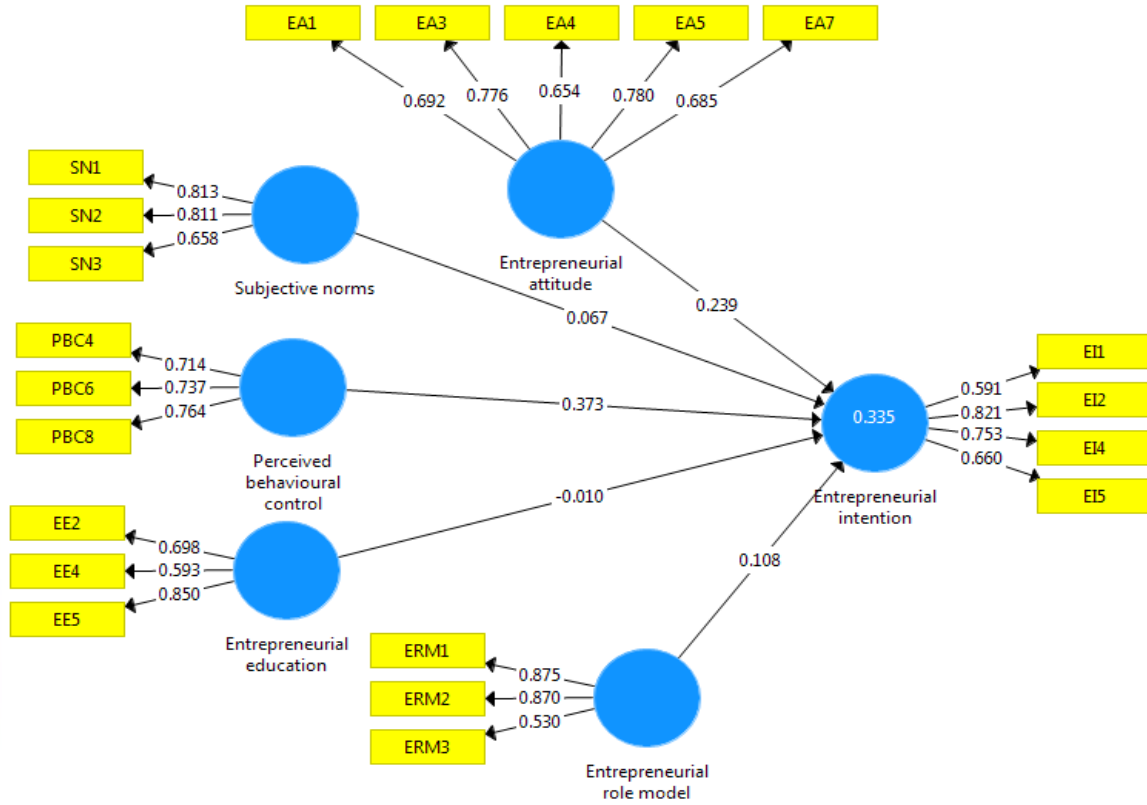 EA1 EA3 EA4 EA5 EA7
0.692 0.776 0.654 0.780 0.685
SN1
SN2
SN3
0.813
0.811
0.658
Subjective norms
Entrepreneurial
attitude
0.067
0.239
PBC4
PBC6
PBC8
0.714
0.737
0.764
Perceived
behavioural
control
0.373
EE2
EE4
EE5
0.698
0.593
0.850
Entrepreneurial
education
-0.010
ERM1
ERM2
ERM3
0.875
0.870
0.530
Entrepreneurial
role model
0.108
0.335
Entrepreneurial
intention
0.591
0.821
0.753
0.660
EI1
EI2
EI4
EI5